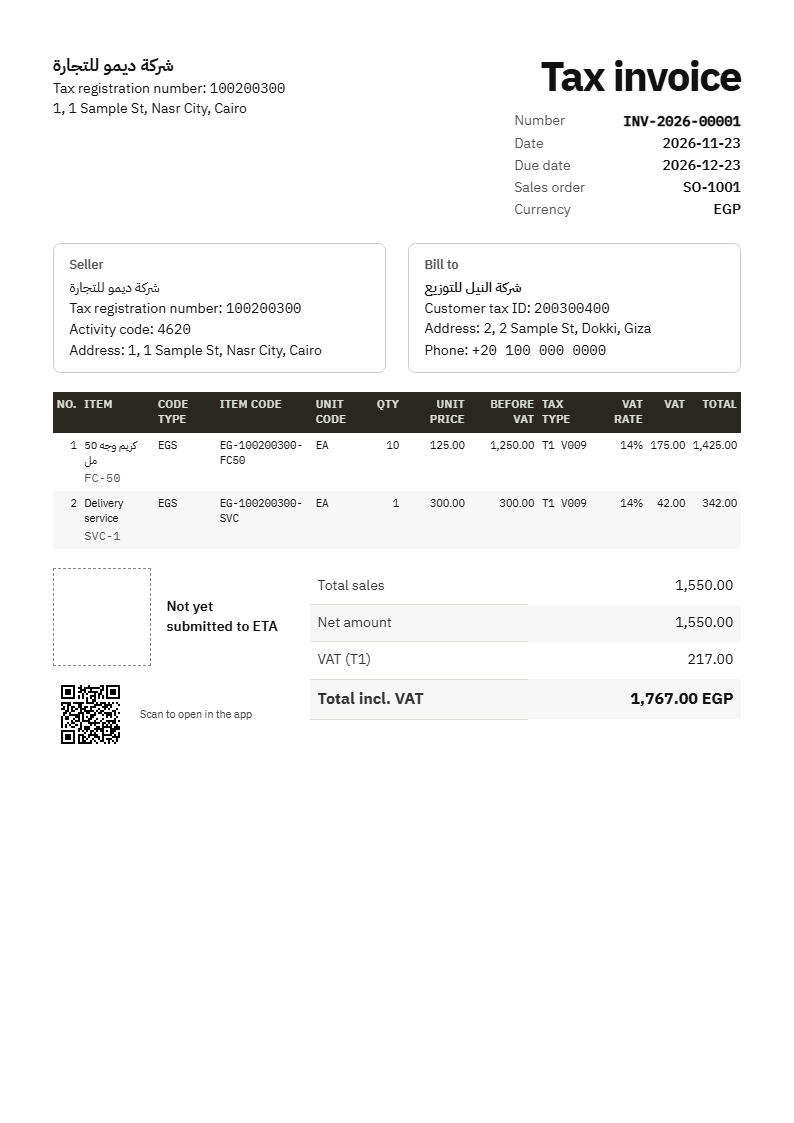 شركة ديمو للتجارة
Tax registration number: 100200300
1, 1 Sample St, Nasr City, Cairo
Tax invoice
Number INV-2026-00001
Date 2026-11-23
Due date 2026-12-23
Sales order SO-1001
Currency EGP
Seller
شركة ديمو للتجارة
Tax registration number: 100200300
Activity code: 4620
Address: 1, 1 Sample St, Nasr City, Cairo
Bill to
شركة النيل للتوزيع
Customer tax ID: 200300400
Address: 2, 2 Sample St, Dokki, Giza
Phone: +20 100 000 0000
NO. ITEM CODE TYPE ITEM CODE UNIT CODE QTY UNIT PRICE BEFORE VAT TAX TYPE VAT RATE VAT TOTAL
1 كريم وجه 50 مل EGS EG-100200300-FC50 EA 10 125.00 1,250.00 T1 V009 14% 175.00 1,425.00
FC-50
2 Delivery service EGS EG-100200300-SVC EA 1 300.00 300.00 T1 V009 14% 42.00 342.00
SVC-1
Not yet
submitted to ETA
Scan to open in the app
Total sales 1,550.00
Net amount 1,550.00
VAT (T1) 217.00
Total incl. VAT 1,767.00 EGP